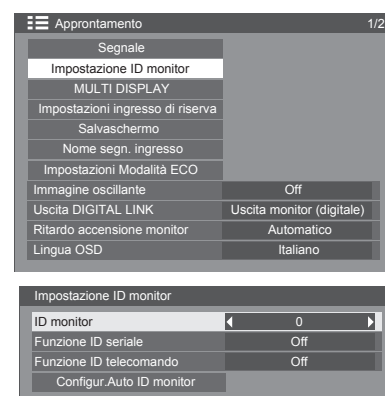 Approntamento 1/2
Segnale
Impostazione ID monitor
MULTI DISPLAY
Impostazioni ingresso di riserva
Salvaschermo
Nome segn. ingresso
Impostazioni Modalità ECO
Immagine oscillante Off
Uscita DIGITAL LINK Uscita monitor (digitale)
Ritardo accensione monitor Automatico
Lingua OSD Italiano
Impostazione ID monitor
ID monitor 0
Funzione ID seriale Off
Funzione ID telecomando Off
Configur.Auto ID monitor